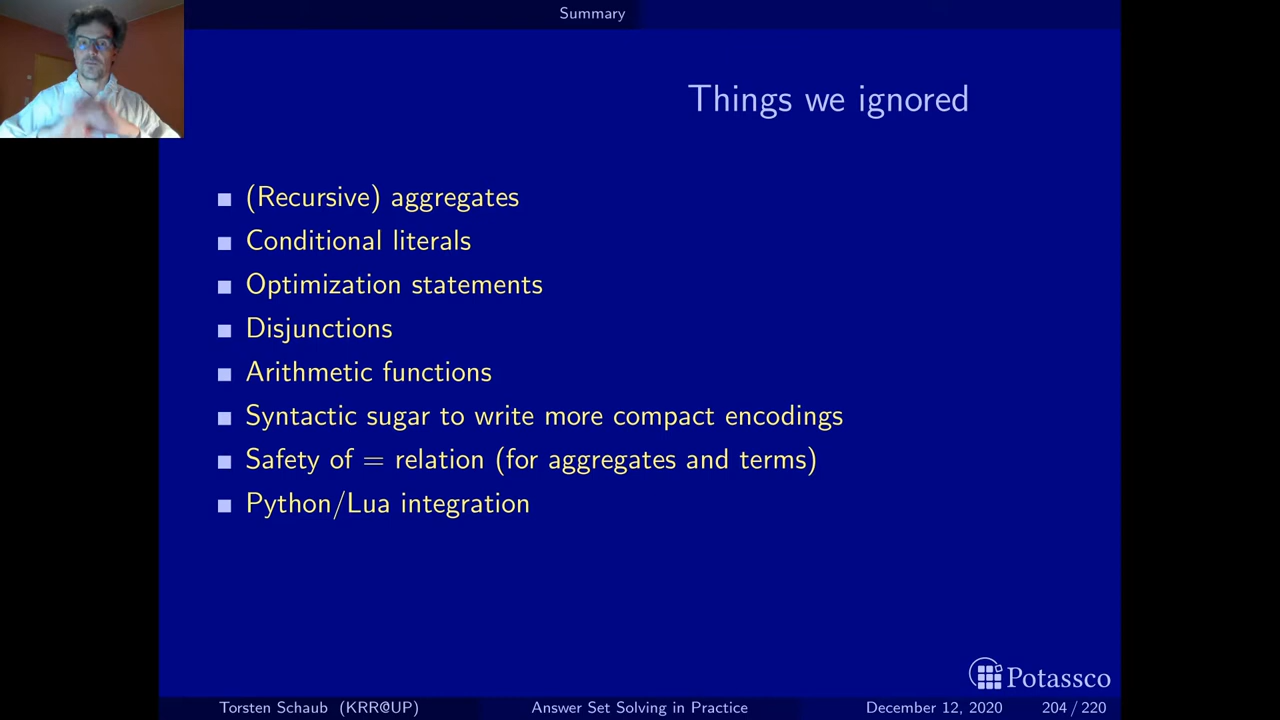 Summary
Things we ignored
(Recursive) aggregates
Conditional literals
Optimization statements
Disjunctions
Arithmetic functions
Syntactic sugar to write more compact encodings
Safety of = relation (for aggregates and terms)
Python/Lua integration
Potassco
Torsten Schaub (KRR@UP) Answer Set Solving in Practice December 12, 2020 204 / 220